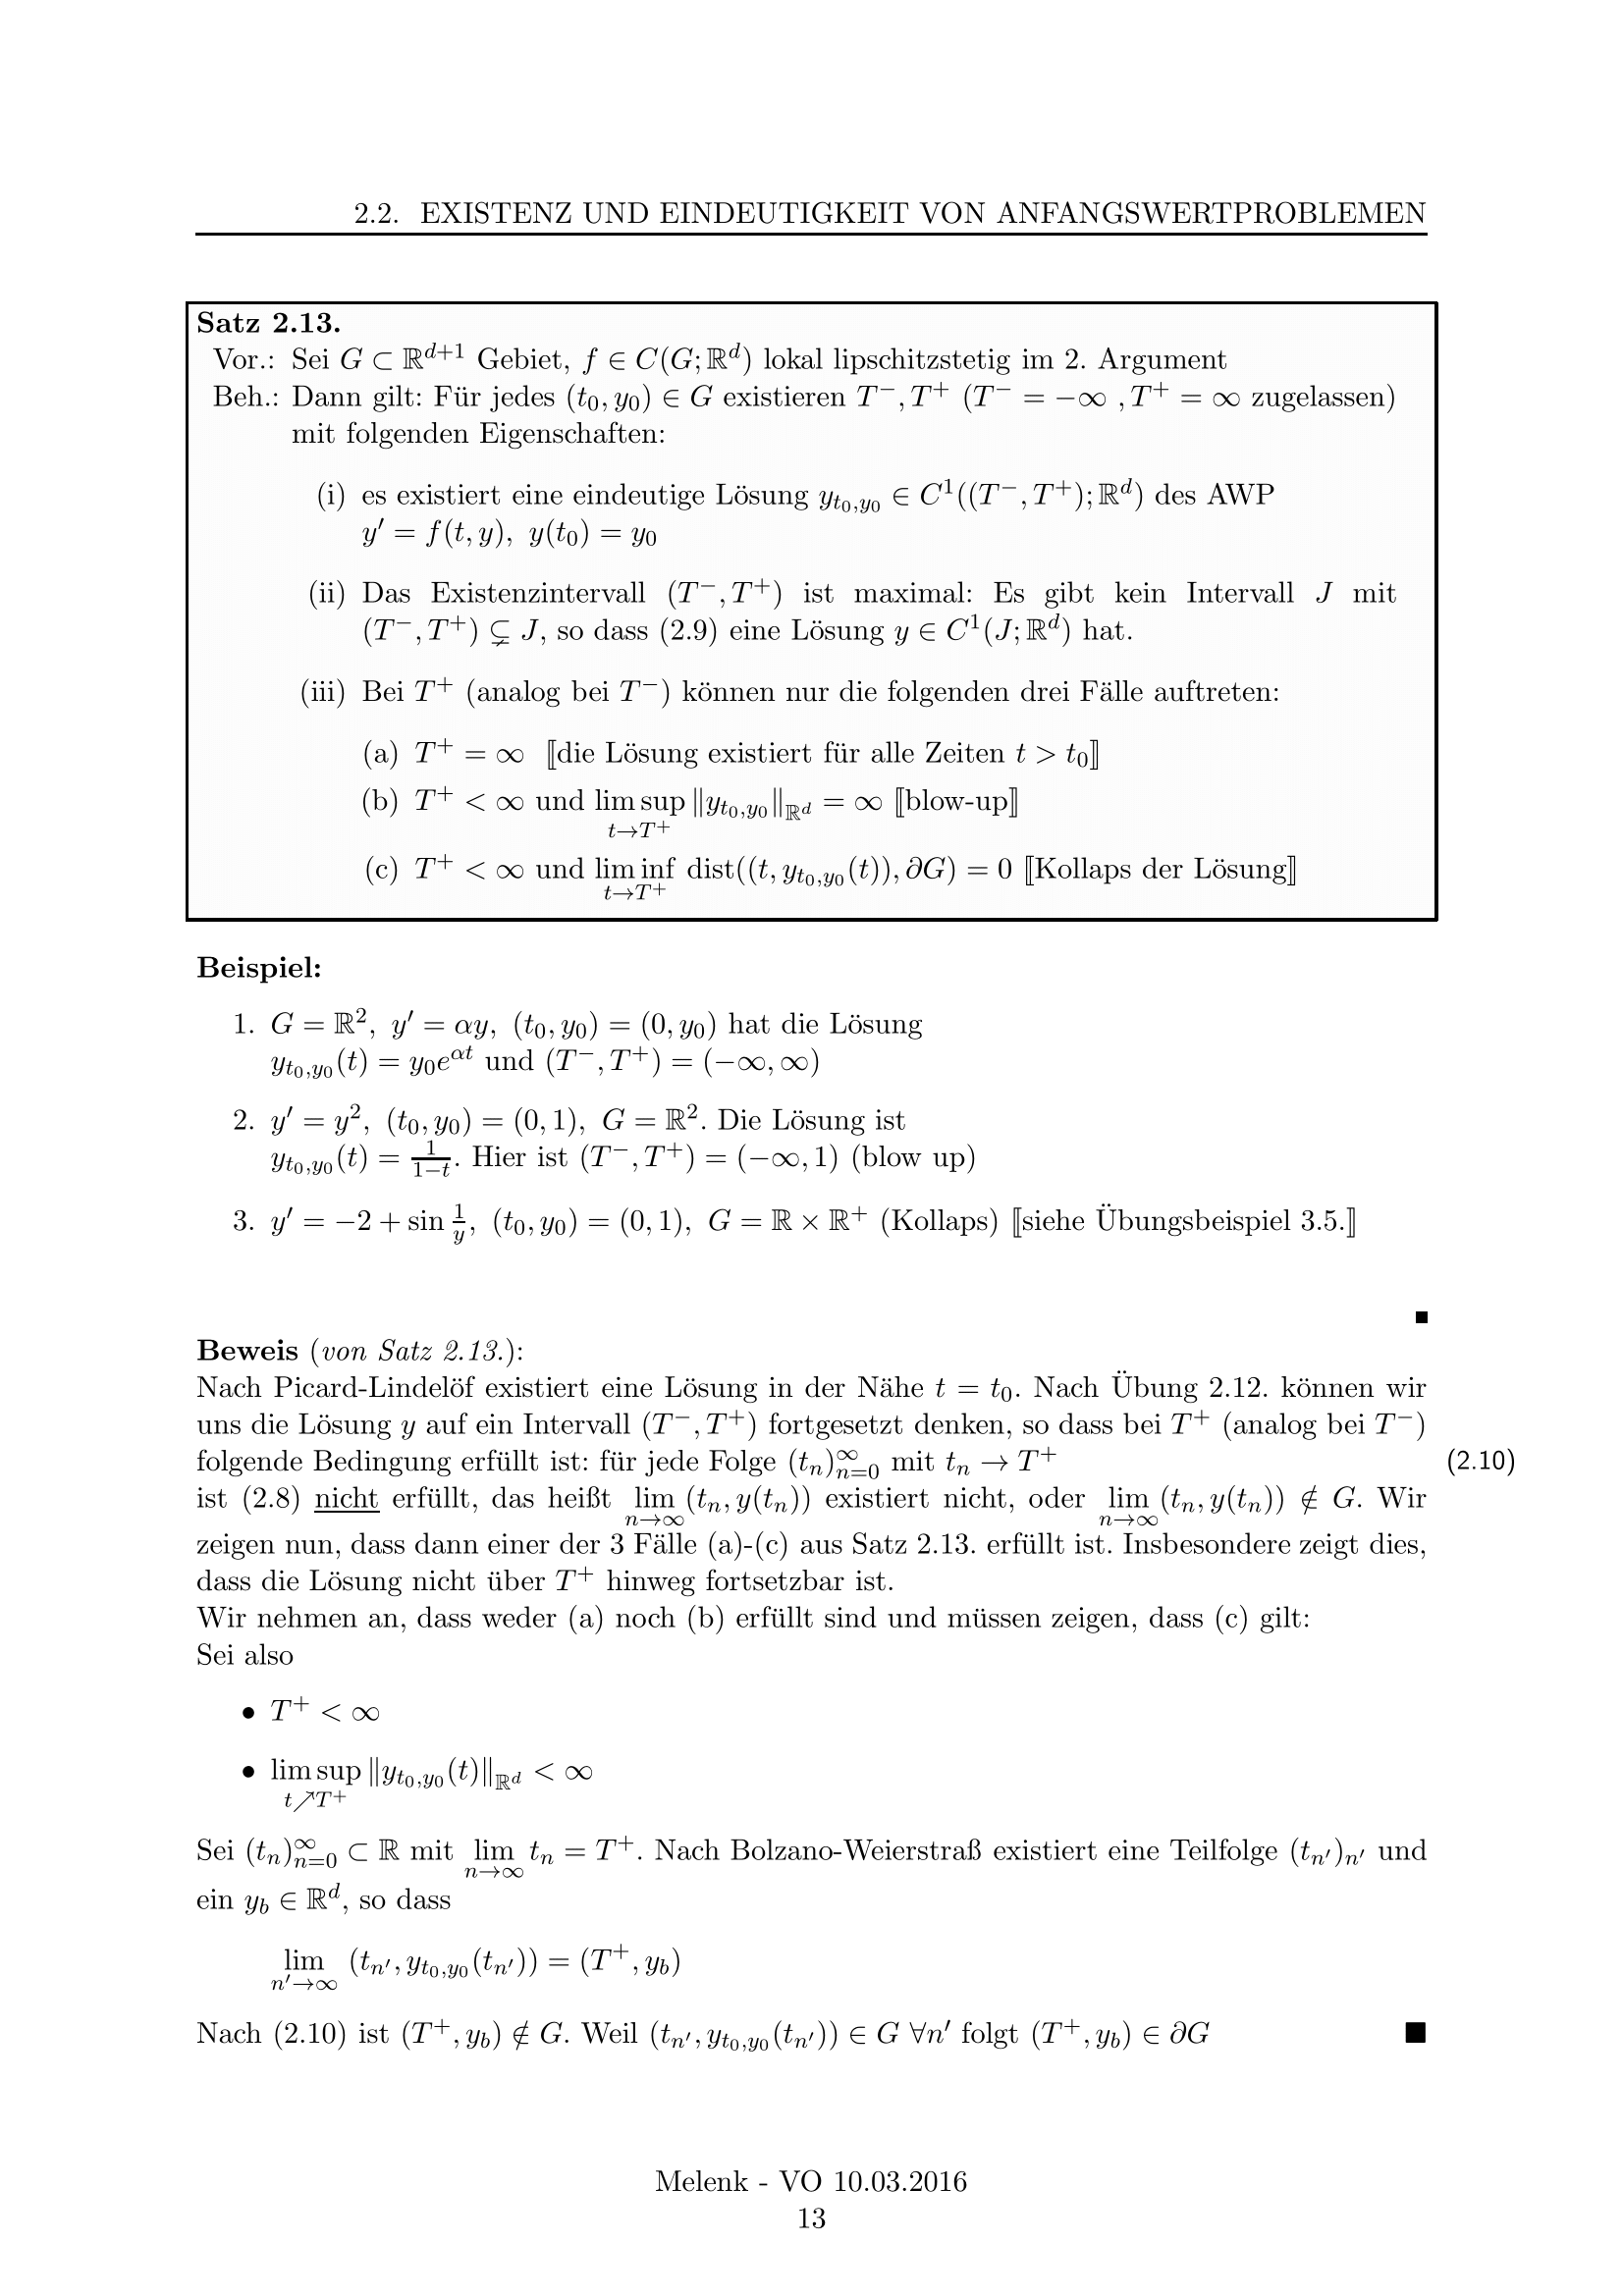 2.2. EXISTENZ UND EINDEUTIGKEIT VON ANFANGSWERTPROBLEMEN
Satz 2.13.
Vor.: Sei $G \subset \mathbb{R}^{d+1}$ Gebiet, $f \in C(G; \mathbb{R}^d)$ lokal lipschitzstetig im 2. Argument
Beh.: Dann gilt: Für jedes $(t_0, y_0) \in G$ existieren $T^-, T^+$ ($T^- = -\infty$ , $T^+ = \infty$ zugelassen)
mit folgenden Eigenschaften:
(i) es existiert eine eindeutige Lösung $y_{t_0,y_0} \in C^1((T^-, T^+); \mathbb{R}^d)$ des AWP
$y' = f(t, y),\ y(t_0) = y_0$
(ii) Das Existenzintervall $(T^-, T^+)$ ist maximal: Es gibt kein Intervall $J$ mit
$(T^-, T^+) \subsetneq J$, so dass (2.9) eine Lösung $y \in C^1(J; \mathbb{R}^d)$ hat.
(iii) Bei $T^+$ (analog bei $T^-$) können nur die folgenden drei Fälle auftreten:
(a) $T^+ = \infty$ ⟦die Lösung existiert für alle Zeiten $t > t_0$⟧
(b) $T^+ < \infty$ und $\limsup_{t \to T^+} \|y_{t_0,y_0}\|_{\mathbb{R}^d} = \infty$ ⟦blow-up⟧
(c) $T^+ < \infty$ und $\liminf_{t \to T^+} \operatorname{dist}((t, y_{t_0,y_0}(t)), \partial G) = 0$ ⟦Kollaps der Lösung⟧
Beispiel:
1. $G = \mathbb{R}^2,\ y' = \alpha y,\ (t_0, y_0) = (0, y_0)$ hat die Lösung
$y_{t_0,y_0}(t) = y_0 e^{\alpha t}$ und $(T^-, T^+) = (-\infty, \infty)$
2. $y' = y^2,\ (t_0, y_0) = (0, 1),\ G = \mathbb{R}^2$. Die Lösung ist
$y_{t_0,y_0}(t) = \frac{1}{1-t}$. Hier ist $(T^-, T^+) = (-\infty, 1)$ (blow up)
3. $y' = -2 + \sin \frac{1}{y},\ (t_0, y_0) = (0, 1),\ G = \mathbb{R} \times \mathbb{R}^+$ (Kollaps) ⟦siehe Übungsbeispiel 3.5.⟧
■
Beweis (von Satz 2.13.):
Nach Picard-Lindelöf existiert eine Lösung in der Nähe $t = t_0$. Nach Übung 2.12. können wir
uns die Lösung $y$ auf ein Intervall $(T^-, T^+)$ fortgesetzt denken, so dass bei $T^+$ (analog bei $T^-$)
folgende Bedingung erfüllt ist: für jede Folge $(t_n)_{n=0}^{\infty}$ mit $t_n \to T^+$ (2.10)
ist (2.8) nicht erfüllt, das heißt $\lim_{n \to \infty} (t_n, y(t_n))$ existiert nicht, oder $\lim_{n \to \infty} (t_n, y(t_n)) \notin G$. Wir
zeigen nun, dass dann einer der 3 Fälle (a)-(c) aus Satz 2.13. erfüllt ist. Insbesondere zeigt dies,
dass die Lösung nicht über $T^+$ hinweg fortsetzbar ist.
Wir nehmen an, dass weder (a) noch (b) erfüllt sind und müssen zeigen, dass (c) gilt:
Sei also
• $T^+ < \infty$
• $\limsup_{t \nearrow T^+} \|y_{t_0,y_0}(t)\|_{\mathbb{R}^d} < \infty$
Sei $(t_n)_{n=0}^{\infty} \subset \mathbb{R}$ mit $\lim_{n \to \infty} t_n = T^+$. Nach Bolzano-Weierstraß existiert eine Teilfolge $(t_{n'})_{n'}$ und
ein $y_b \in \mathbb{R}^d$, so dass
$\lim_{n' \to \infty} (t_{n'}, y_{t_0,y_0}(t_{n'})) = (T^+, y_b)$
Nach (2.10) ist $(T^+, y_b) \notin G$. Weil $(t_{n'}, y_{t_0,y_0}(t_{n'})) \in G\ \forall n'$ folgt $(T^+, y_b) \in \partial G$ ■
Melenk - VO 10.03.2016
13